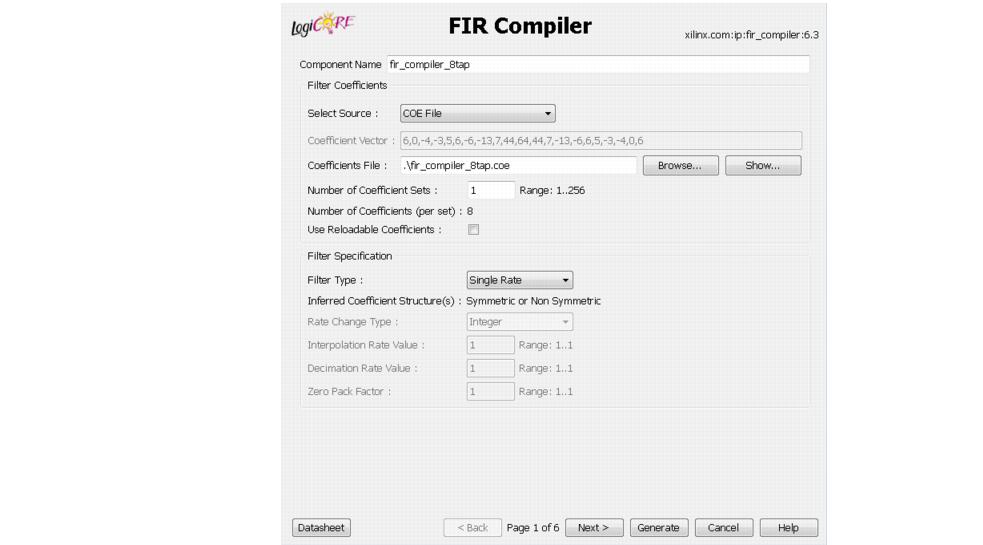 LogiCORE
FIR Compiler
xilinx.com:ip:fir_compiler:6.3
Component Name fir_compiler_8tap
Filter Coefficients
Select Source : COE File
Coefficient Vector : 6,0,-4,-3,5,6,-6,-13,7,44,64,44,7,-13,-6,6,5,-3,-4,0,6
Coefficients File : .\fir_compiler_8tap.coe Browse... Show...
Number of Coefficient Sets : 1 Range: 1..256
Number of Coefficients (per set) : 8
Use Reloadable Coefficients :
Filter Specification
Filter Type : Single Rate
Inferred Coefficient Structure(s) : Symmetric or Non Symmetric
Rate Change Type : Integer
Interpolation Rate Value : 1 Range: 1..1
Decimation Rate Value : 1 Range: 1..1
Zero Pack Factor : 1 Range: 1..1
Datasheet < Back Page 1 of 6 Next > Generate Cancel Help